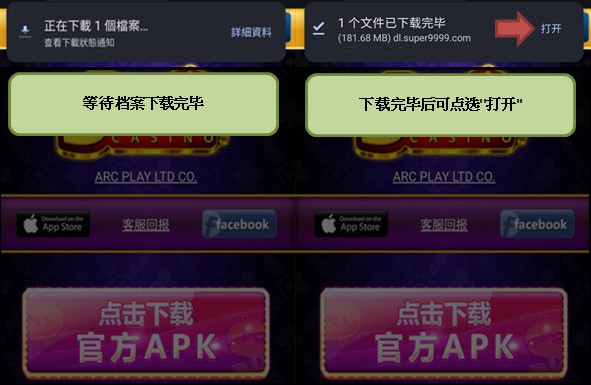 正在下載 1 個檔案...
查看下載狀態通知
詳細資料
等待档案下载完毕
CASINO
ARC PLAY LTD CO.
Download on the
App Store
客服回报
facebook
点击下载
官方APK
1 个文件已下载完毕
(181.68 MB) dl.super9999.com
打开
下载完毕后可点选"打开"
CASINO
ARC PLAY LTD CO.
Download on the
App Store
客服回报
facebook
点击下载
官方APK